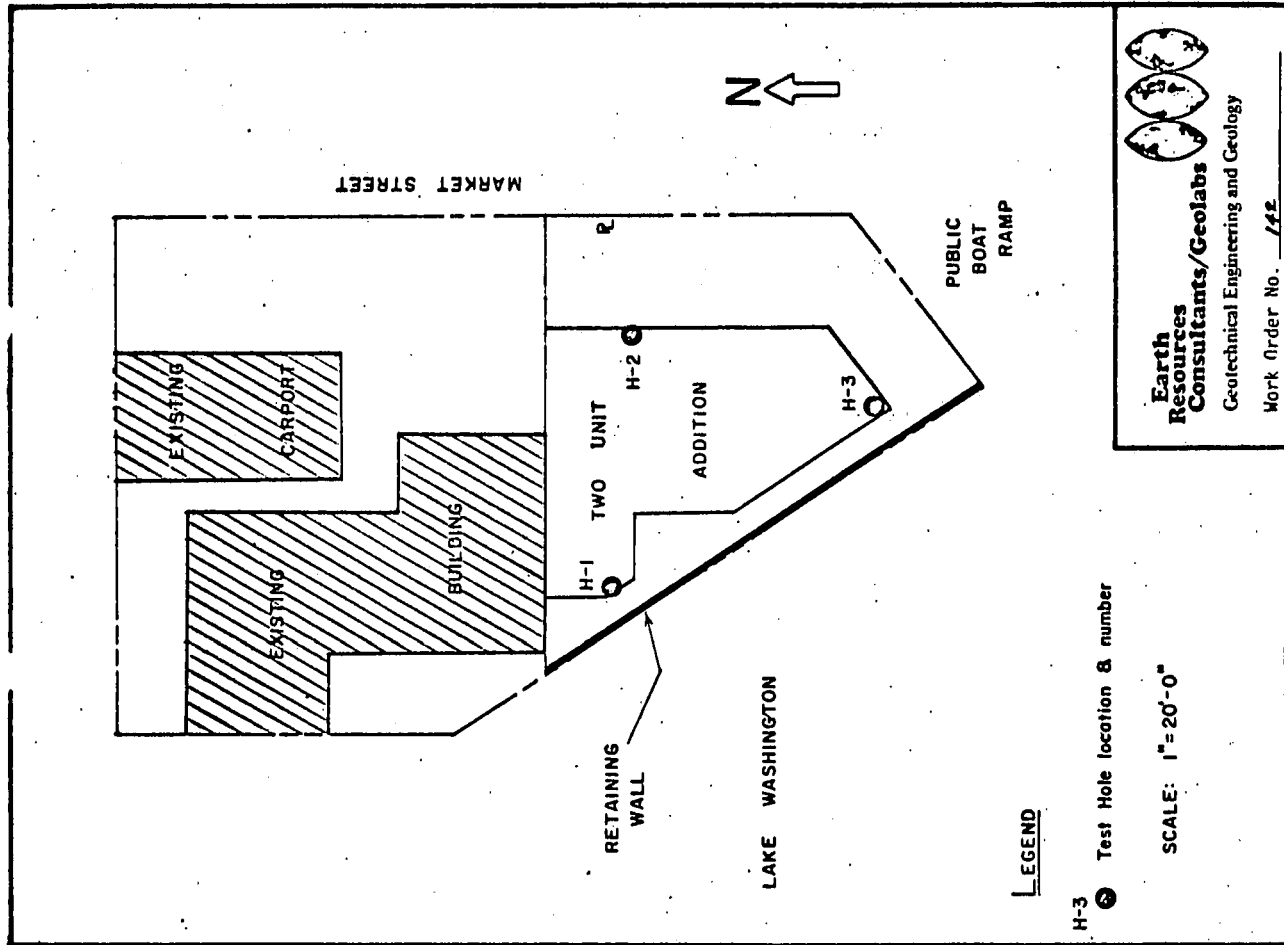 EXISTING
CARPORT
EXISTING
BUILDING
MARKET STREET
N
H-1
TWO UNIT
H-2
ADDITION
H-3
RETAINING
WALL
PUBLIC
BOAT
RAMP
LAKE WASHINGTON
LEGEND
H-3
Test Hole location & number
SCALE: 1"=20'-0"
Earth
Resources
Consultants/Geolabs
Geotechnical Engineering and Geology
Work Order No. 142